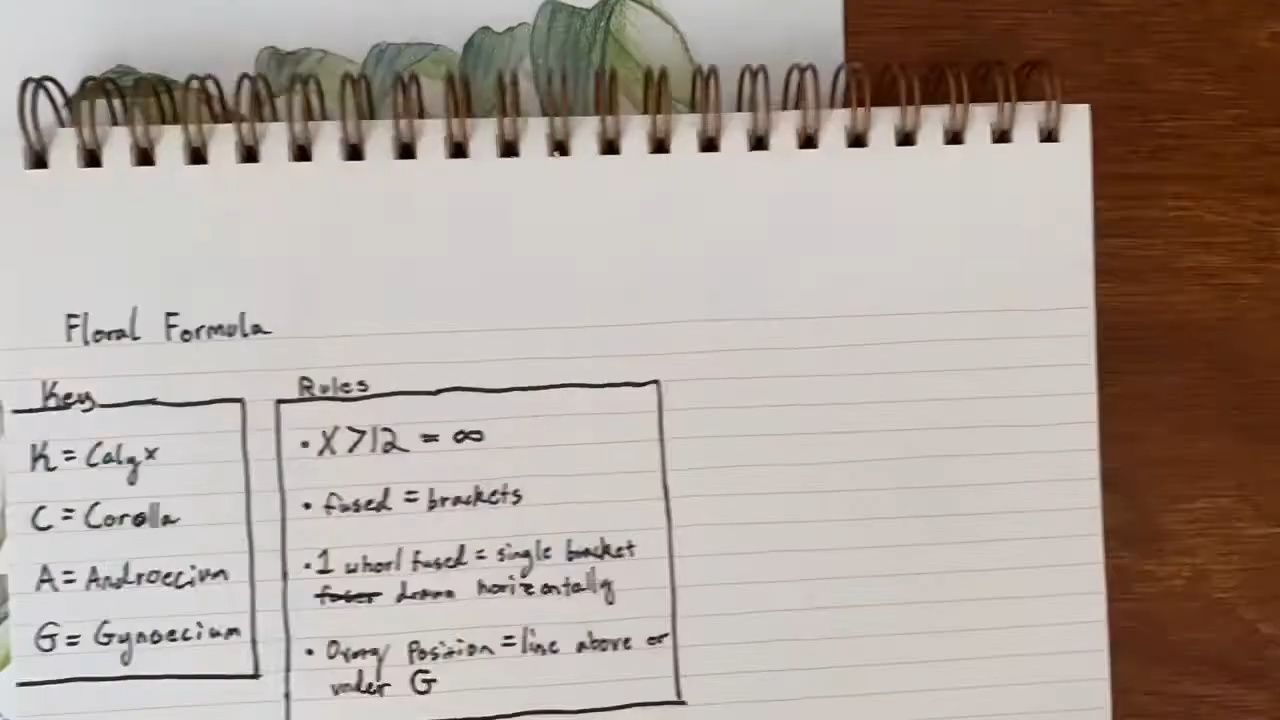 Floral Formula
Key
K = Calyx
C = Corolla
A = Androecium
G = Gynoecium
Rules
• X > 12 = ∞
• fused = brackets
• 1 whorl fused = single bracket
drawn horizontally
• Ovary Position = line above or
under G